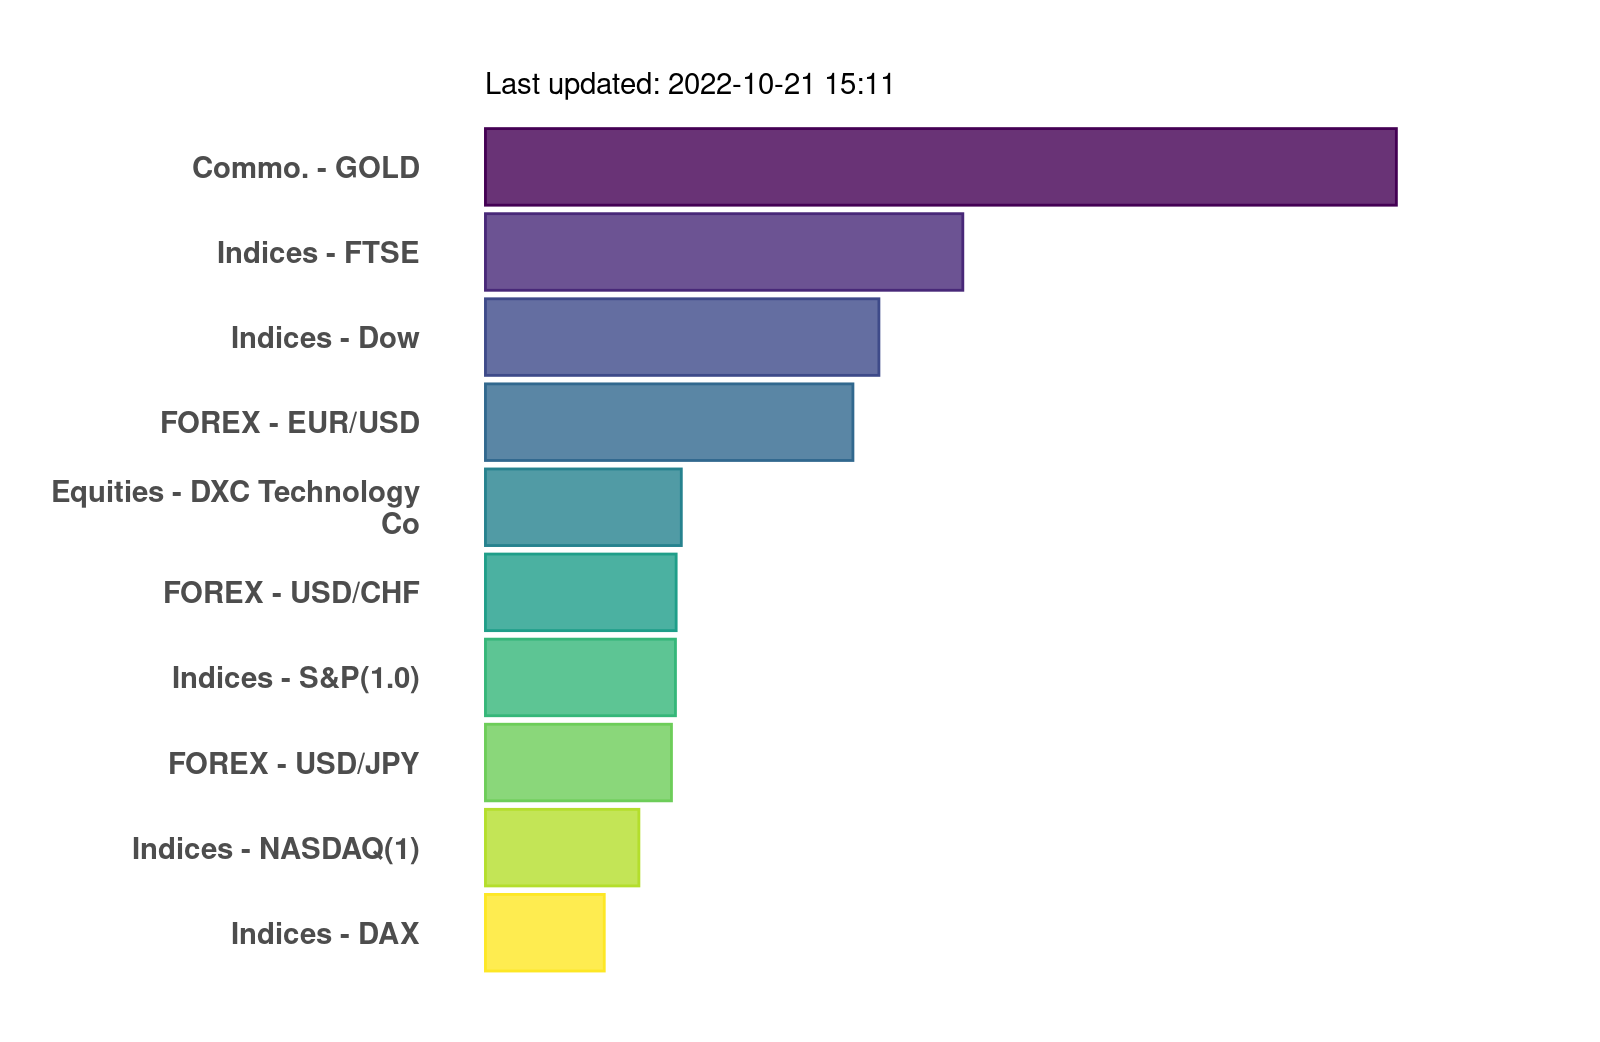 Last updated: 2022-10-21 15:11
Commo. - GOLD
Indices - FTSE
Indices - Dow
FOREX - EUR/USD
Equities - DXC Technology
Co
FOREX - USD/CHF
Indices - S&P(1.0)
FOREX - USD/JPY
Indices - NASDAQ(1)
Indices - DAX